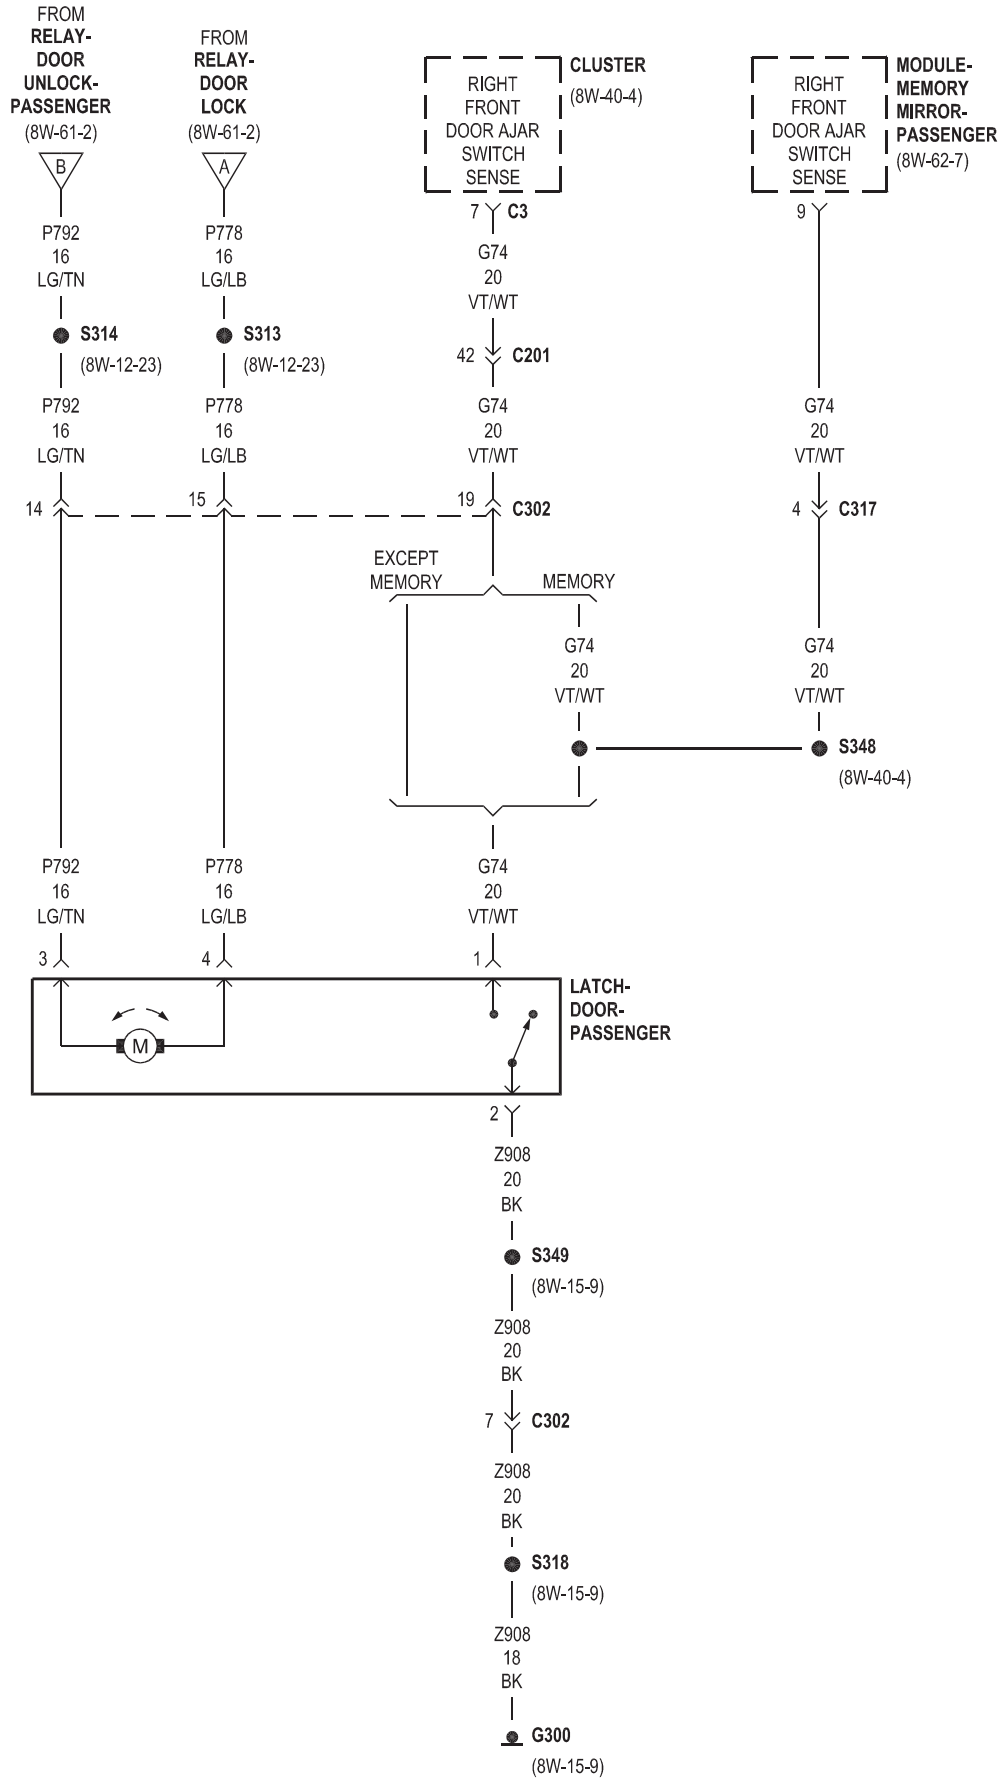 FROM
RELAY-
DOOR
UNLOCK-
PASSENGER
(8W-61-2)
B
FROM
RELAY-
DOOR
LOCK
(8W-61-2)
A
RIGHT
FRONT
DOOR AJAR
SWITCH
SENSE
CLUSTER
(8W-40-4)
RIGHT
FRONT
DOOR AJAR
SWITCH
SENSE
MODULE-
MEMORY
MIRROR-
PASSENGER
(8W-62-7)
7
C3
9
P792
16
LG/TN
P778
16
LG/LB
G74
20
VT/WT
S314
(8W-12-23)
S313
(8W-12-23)
42
C201
P792
16
LG/TN
P778
16
LG/LB
G74
20
VT/WT
G74
20
VT/WT
14
15
19
C302
4
C317
EXCEPT
MEMORY
MEMORY
G74
20
VT/WT
G74
20
VT/WT
S348
(8W-40-4)
P792
16
LG/TN
P778
16
LG/LB
G74
20
VT/WT
3
4
1
LATCH-
DOOR-
PASSENGER
M
2
Z908
20
BK
S349
(8W-15-9)
Z908
20
BK
7
C302
Z908
20
BK
S318
(8W-15-9)
Z908
18
BK
G300
(8W-15-9)